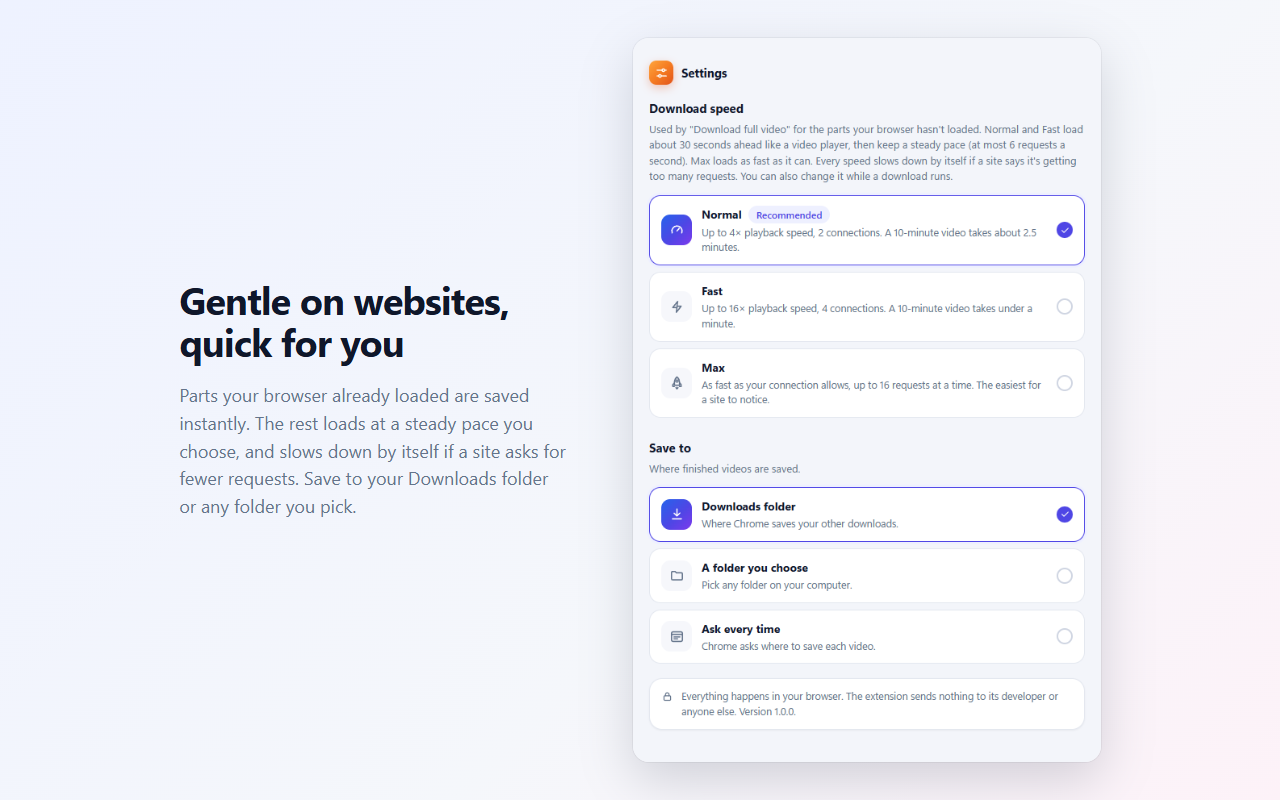 Gentle on websites,
quick for you
Parts your browser already loaded are saved
instantly. The rest loads at a steady pace you
choose, and slows down by itself if a site asks for
fewer requests. Save to your Downloads folder
or any folder you pick.
Settings
Download speed
Used by "Download full video" for the parts your browser hasn't loaded. Normal and Fast load
about 30 seconds ahead like a video player, then keep a steady pace (at most 6 requests a
second). Max loads as fast as it can. Every speed slows down by itself if a site says it's getting
too many requests. You can also change it while a download runs.
Normal Recommended
Up to 4× playback speed, 2 connections. A 10-minute video takes about 2.5
minutes.
Fast
Up to 16× playback speed, 4 connections. A 10-minute video takes under a
minute.
Max
As fast as your connection allows, up to 16 requests at a time. The easiest for
a site to notice.
Save to
Where finished videos are saved.
Downloads folder
Where Chrome saves your other downloads.
A folder you choose
Pick any folder on your computer.
Ask every time
Chrome asks where to save each video.
Everything happens in your browser. The extension sends nothing to its developer or
anyone else. Version 1.0.0.